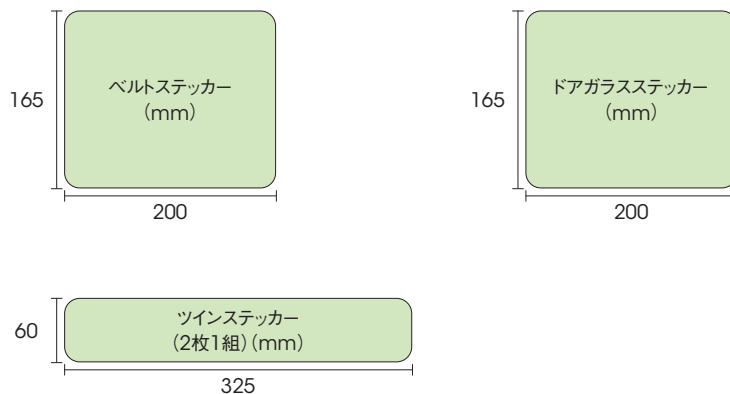 165
ベルトステッカー
（mm）
200
165
ドアガラスステッカー
（mm）
200
60
ツインステッカー
（2枚1組）（mm）
325